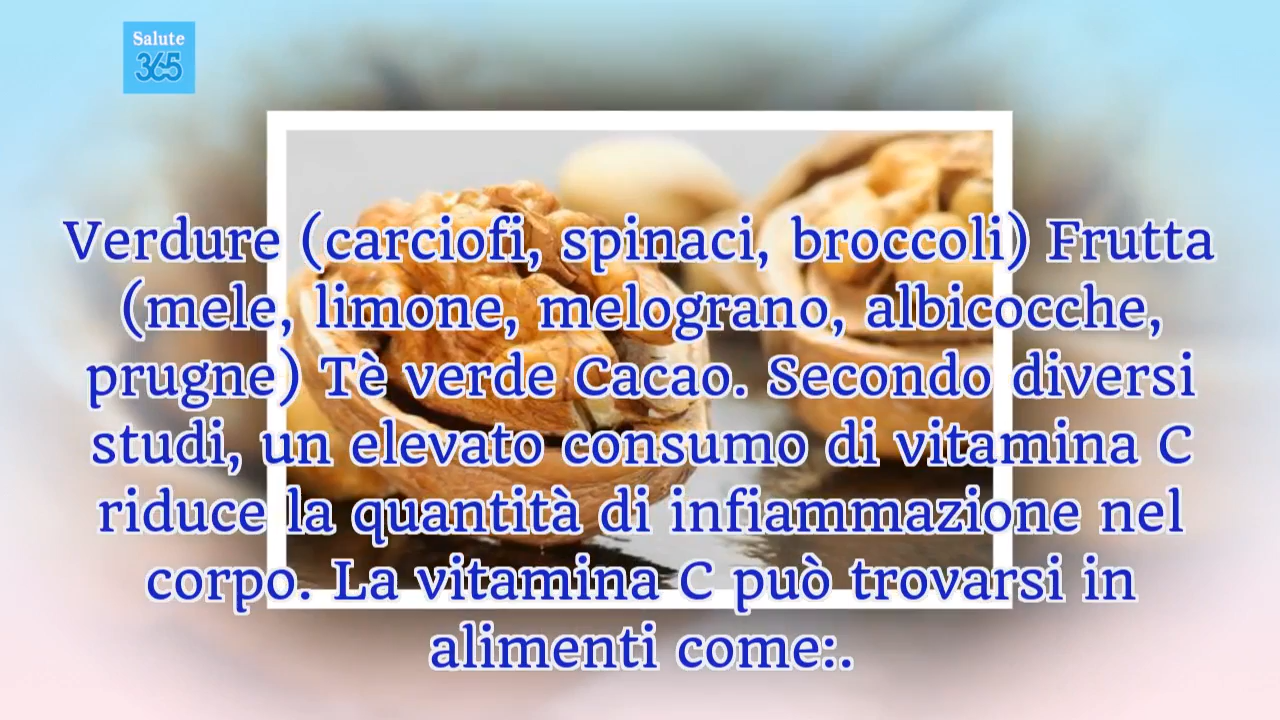 Salute
365
Verdure (carciofi, spinaci, broccoli) Frutta
(mele, limone, melograno, albicocche,
prugne) Tè verde Cacao. Secondo diversi
studi, un elevato consumo di vitamina C
riduce la quantità di infiammazione nel
corpo. La vitamina C può trovarsi in
alimenti come:.